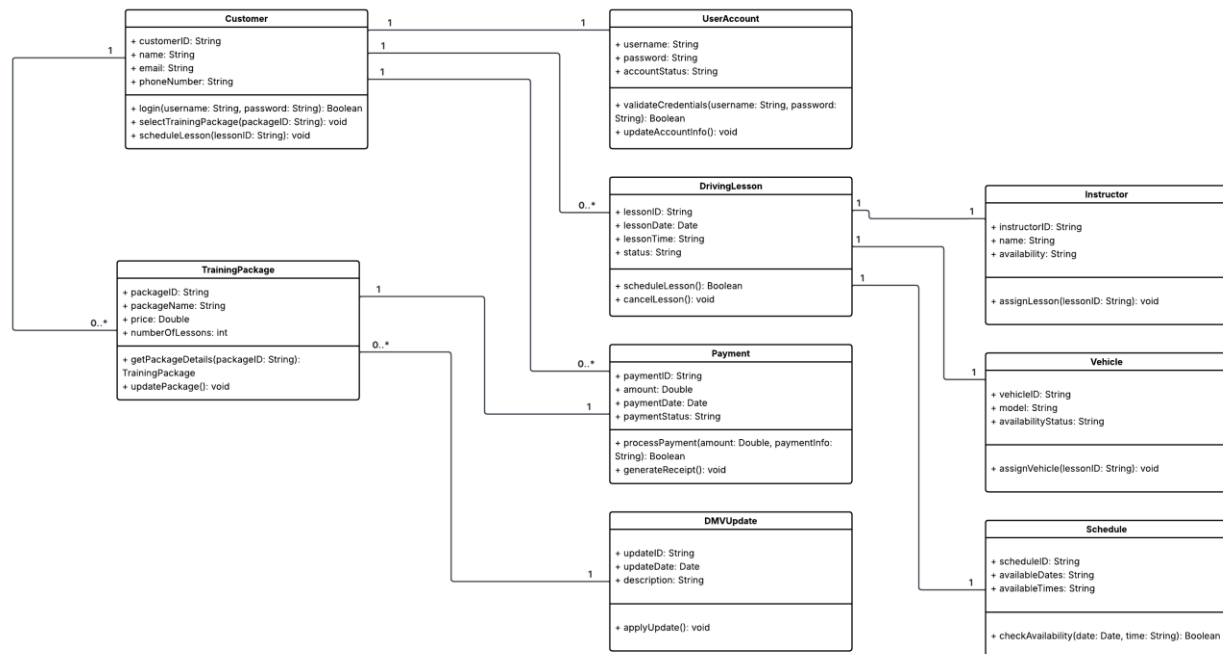 Customer
+ customerID: String
+ name: String
+ email: String
+ phoneNumber: String
+ login(username: String, password: String): Boolean
+ selectTrainingPackage(packageID: String): void
+ scheduleLesson(lessonID: String): void
1
1
1
1
1
UserAccount
+ username: String
+ password: String
+ accountStatus: String
+ validateCredentials(username: String, password:
String): Boolean
+ updateAccountInfo(): void
DrivingLesson
+ lessonID: String
+ lessonDate: Date
+ lessonTime: String
+ status: String
+ scheduleLesson(): Boolean
+ cancelLesson(): void
0..*
1
1
1
1
Instructor
+ instructorID: String
+ name: String
+ availability: String
+ assignLesson(lessonID: String): void
TrainingPackage
+ packageID: String
+ packageName: String
+ price: Double
+ numberOfLessons: int
+ getPackageDetails(packageID: String):
TrainingPackage
+ updatePackage(): void
0..*
1
0..*
Payment
+ paymentID: String
+ amount: Double
+ paymentDate: Date
+ paymentStatus: String
+ processPayment(amount: Double, paymentInfo:
String): Boolean
+ generateReceipt(): void
0..*
1
Vehicle
+ vehicleID: String
+ model: String
+ availabilityStatus: String
+ assignVehicle(lessonID: String): void
1
DMVUpdate
+ updateID: String
+ updateDate: Date
+ description: String
+ applyUpdate(): void
1
Schedule
+ scheduleID: String
+ availableDates: String
+ availableTimes: String
+ checkAvailability(date: Date, time: String): Boolean
1